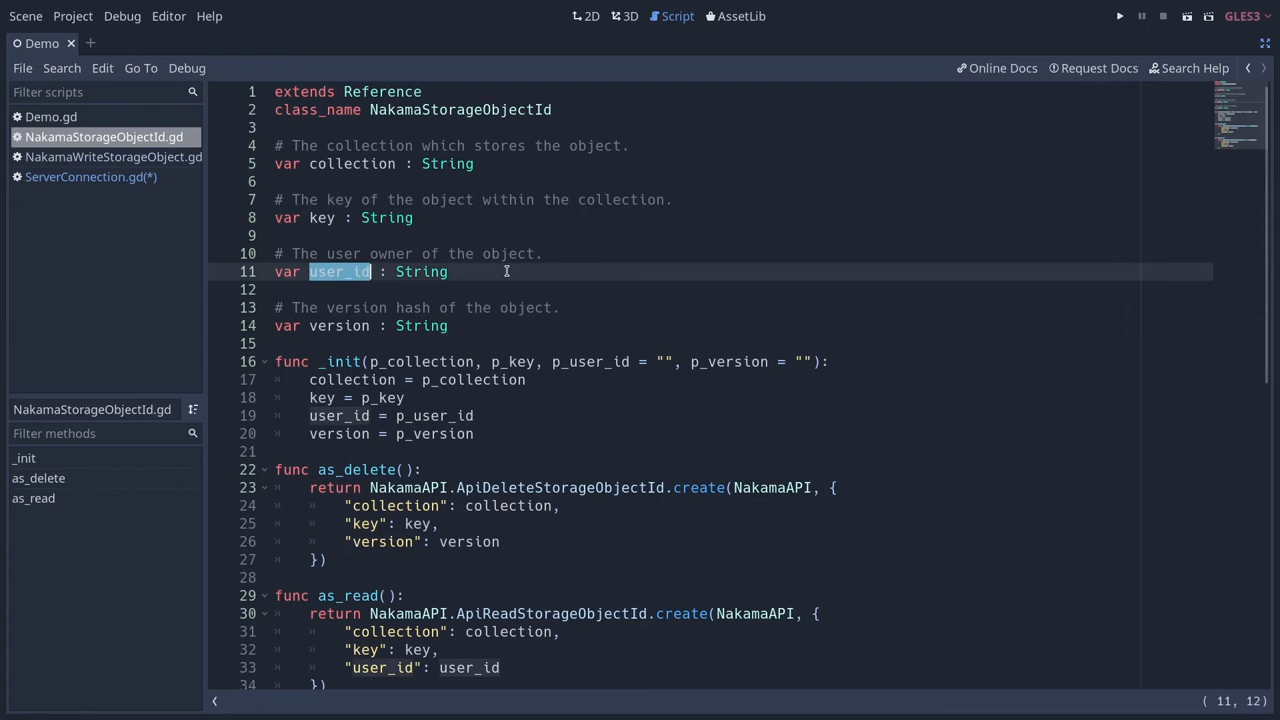 Scene Project Debug Editor Help 2D 3D Script AssetLib GLES3
Demo
File Search Edit Go To Debug Online Docs Request Docs Search Help
Filter scripts
Demo.gd
NakamaStorageObjectId.gd
NakamaWriteStorageObject.gd
ServerConnection.gd(*)
NakamaStorageObjectId.gd
Filter methods
_init
as_delete
as_read
1 extends Reference
2 class_name NakamaStorageObjectId
3
4 # The collection which stores the object.
5 var collection : String
6
7 # The key of the object within the collection.
8 var key : String
9
10 # The user owner of the object.
11 var user_id : String
12
13 # The version hash of the object.
14 var version : String
15
16 func _init(p_collection, p_key, p_user_id = "", p_version = ""):
17 collection = p_collection
18 key = p_key
19 user_id = p_user_id
20 version = p_version
21
22 func as_delete():
23 return NakamaAPI.ApiDeleteStorageObjectId.create(NakamaAPI, {
24 "collection": collection,
25 "key": key,
26 "version": version
27 })
28
29 func as_read():
30 return NakamaAPI.ApiReadStorageObjectId.create(NakamaAPI, {
31 "collection": collection,
32 "key": key,
33 "user_id": user_id
34 })
( 11, 12)